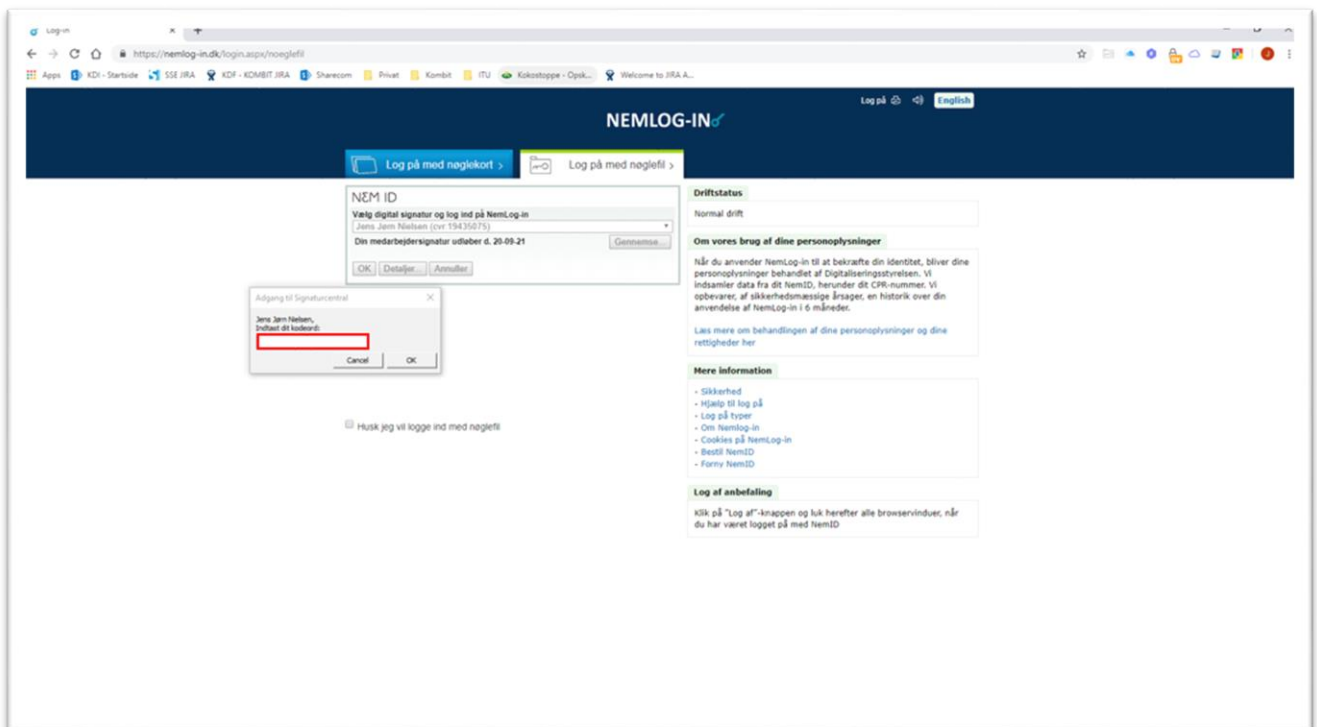 Log-in
https://nemlog-in.dk/login.aspx/noeglefil
Apps KDI - Startside SSE JIRA KDF - KOMBIT JIRA Sharecom Privat Kombit ITU Kokostoppe - Opsk... Welcome to JIRA A...
Log på English
NEMLOG-IN
Log på med nøglekort > Log på med nøglefil >
NEM ID
Vælg digital signatur og log ind på NemLog-in
Jens Jørn Nielsen (cvr 19435075)
Din medarbejdersignatur udløber d. 20-09-21 Gennemse...
OK Detaljer... Annuller
Adgang til Signaturcentral
Jens Jørn Nielsen,
Indtast dit kodeord:
Cancel OK
Husk jeg vil logge ind med nøglefil
Driftstatus
Normal drift
Om vores brug af dine personoplysninger
Når du anvender NemLog-in til at bekræfte din identitet, bliver dine
personoplysninger behandlet af Digitaliseringsstyrelsen. Vi
indsamler data fra dit NemID, herunder dit CPR-nummer. Vi
opbevarer, af sikkerhedsmæssige årsager, en historik over din
anvendelse af NemLog-in i 6 måneder.
Læs mere om behandlingen af dine personoplysninger og dine
rettigheder her
Mere information
- Sikkerhed
- Hjælp til log på
- Log på typer
- Om Nemlog-in
- Cookies på NemLog-in
- Bestil NemID
- Forny NemID
Log af anbefaling
Klik på "Log af"-knappen og luk herefter alle browservinduer, når
du har været logget på med NemID